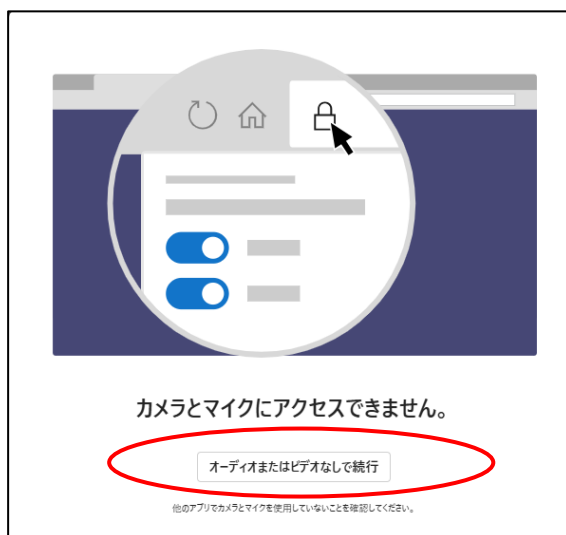 カメラとマイクにアクセスできません。
オーディオまたはビデオなしで続行
他のアプリでカメラとマイクを使用していないことを確認してください。